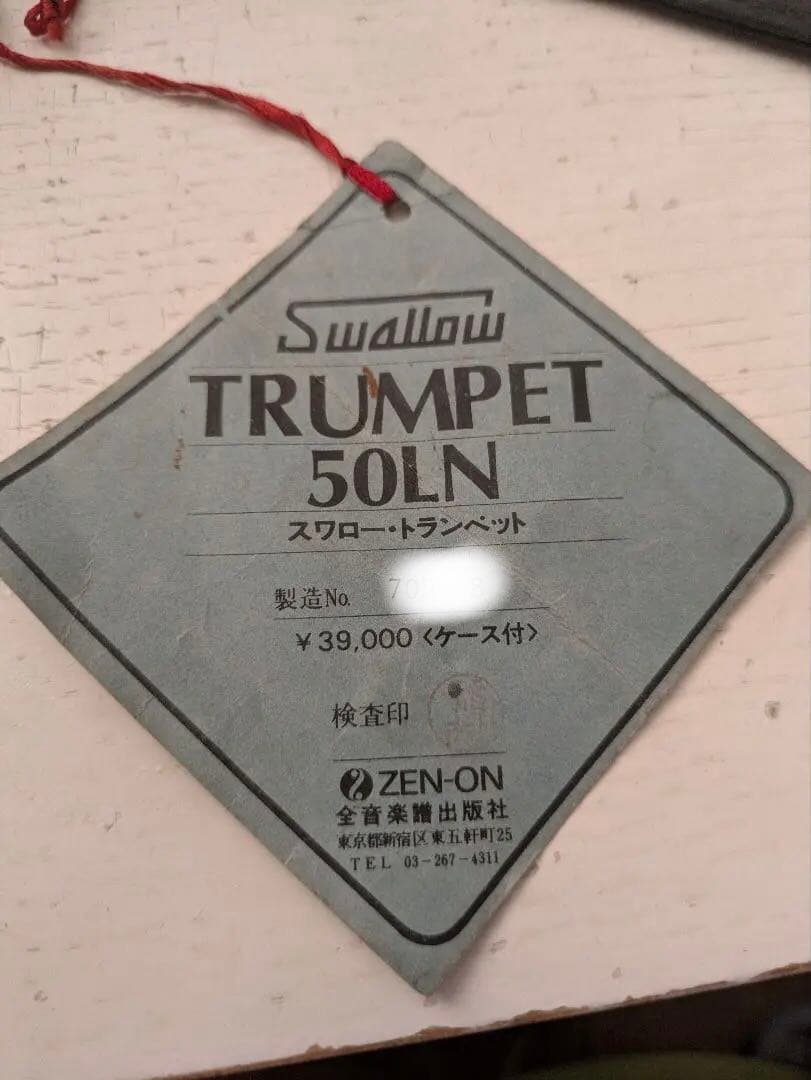 Swallow
TRUMPET
50LN
スワロー・トランペット
製造No.
¥39,000〈ケース付〉
検査印
ZEN-ON
全音楽譜出版社
東京都新宿区東五軒町25
TEL 03-267-4311